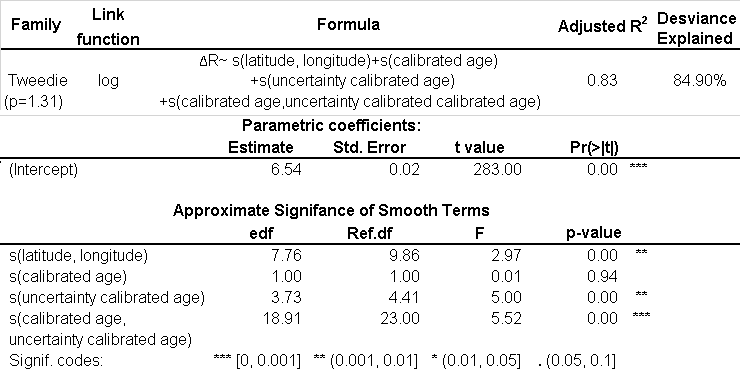 Family Link function Formula Adjusted R² Desviance Explained
Tweedie (p=1.31) log ΔR~ s(latitude, longitude)+s(calibrated age) +s(uncertainty calibrated age) +s(calibrated age,uncertainty calibrated calibrated age) 0.83 84.90%
Parametric coefficients:
Estimate Std. Error t value Pr(>|t|)
(Intercept) 6.54 0.02 283.00 0.00 ***
Approximate Signifance of Smooth Terms
edf Ref.df F p-value
s(latitude, longitude) 7.76 9.86 2.97 0.00 **
s(calibrated age) 1.00 1.00 0.01 0.94
s(uncertainty calibrated age) 3.73 4.41 5.00 0.00 **
s(calibrated age, uncertainty calibrated age) 18.91 23.00 5.52 0.00 ***
Signif. codes: *** [0, 0.001] ** (0.001, 0.01] * (0.01, 0.05] . (0.05, 0.1]